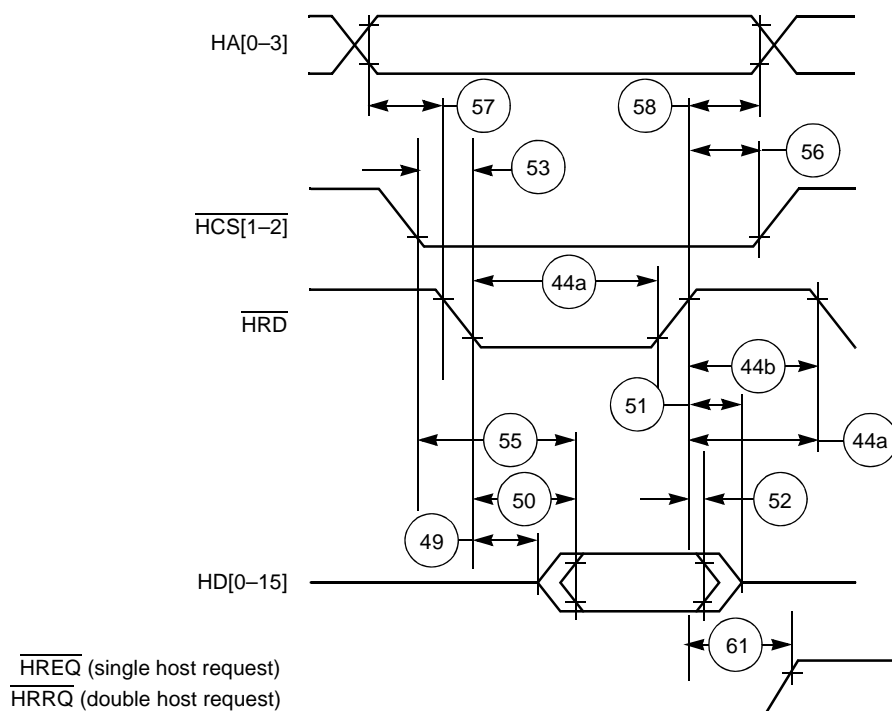 HA[0–3]
57
58
53
56
HCS[1–2]
44a
HRD
44b
51
55
44a
50
52
49
HD[0–15]
61
HREQ (single host request)
HRRQ (double host request)